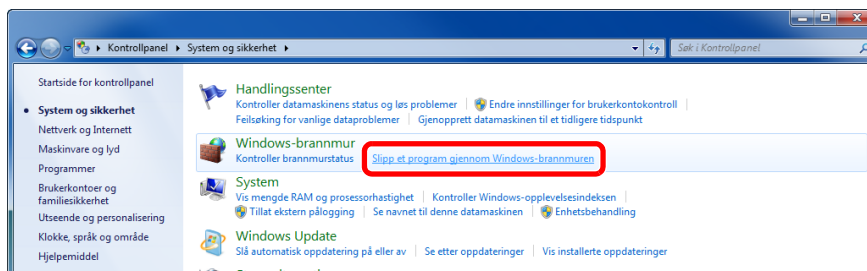 Kontrollpanel ▸ System og sikkerhet ▸
Søk i Kontrollpanel
Startside for kontrollpanel
System og sikkerhet
Nettverk og Internett
Maskinvare og lyd
Programmer
Brukerkontoer og
familiesikkerhet
Utseende og personalisering
Klokke, språk og område
Hjelpemiddel
Handlingssenter
Kontroller datamaskinens status og løs problemer | Endre innstillinger for brukerkontokontroll
Feilsøking for vanlige dataproblemer | Gjenopprett datamaskinen til et tidligere tidspunkt
Windows-brannmur
Kontroller brannmurstatus | Slipp et program gjennom Windows-brannmuren
System
Vis mengde RAM og prosessorhastighet | Kontroller Windows-opplevelsesindeksen
Tillat ekstern pålogging | Se navnet til denne datamaskinen | Enhetsbehandling
Windows Update
Slå automatisk oppdatering på eller av | Se etter oppdateringer | Vis installerte oppdateringer